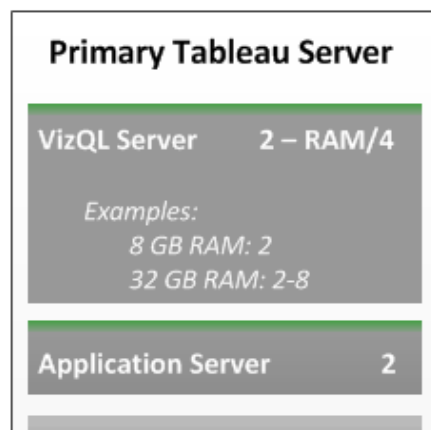 Primary Tableau Server
VizQL Server 2 – RAM/4
Examples:
8 GB RAM: 2
32 GB RAM: 2-8
Application Server 2